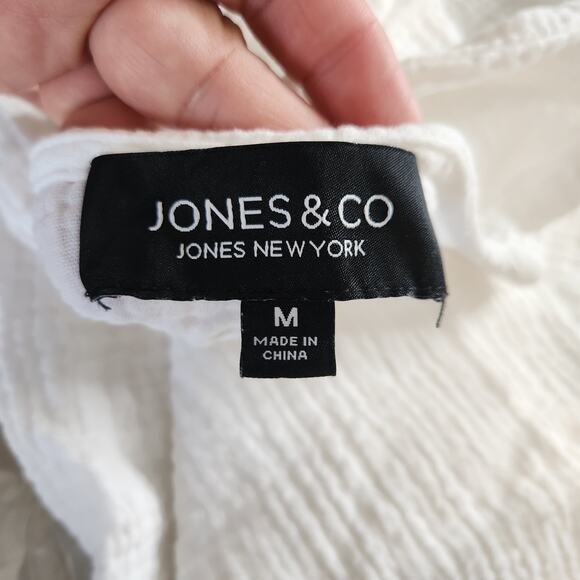 JONES & CO
JONES NEW YORK
M
MADE IN
CHINA